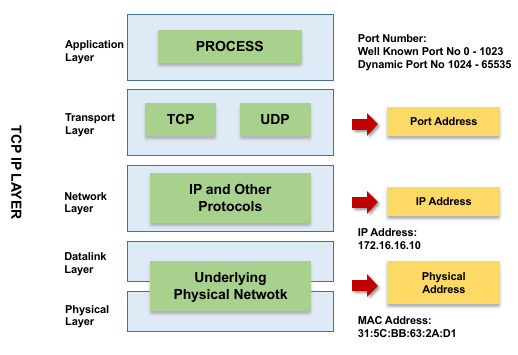 TCP IP LAYER
Application
Layer
PROCESS
Port Number:
Well Known Port No 0 - 1023
Dynamic Port No 1024 - 65535
Transport
Layer
TCP
UDP
Port Address
Network
Layer
IP and Other
Protocols
IP Address
IP Address:
172.16.16.10
Datalink
Layer
Underlying
Physical Netwotk
Physical
Address
Physical
Layer
MAC Address:
31:5C:BB:63:2A:D1